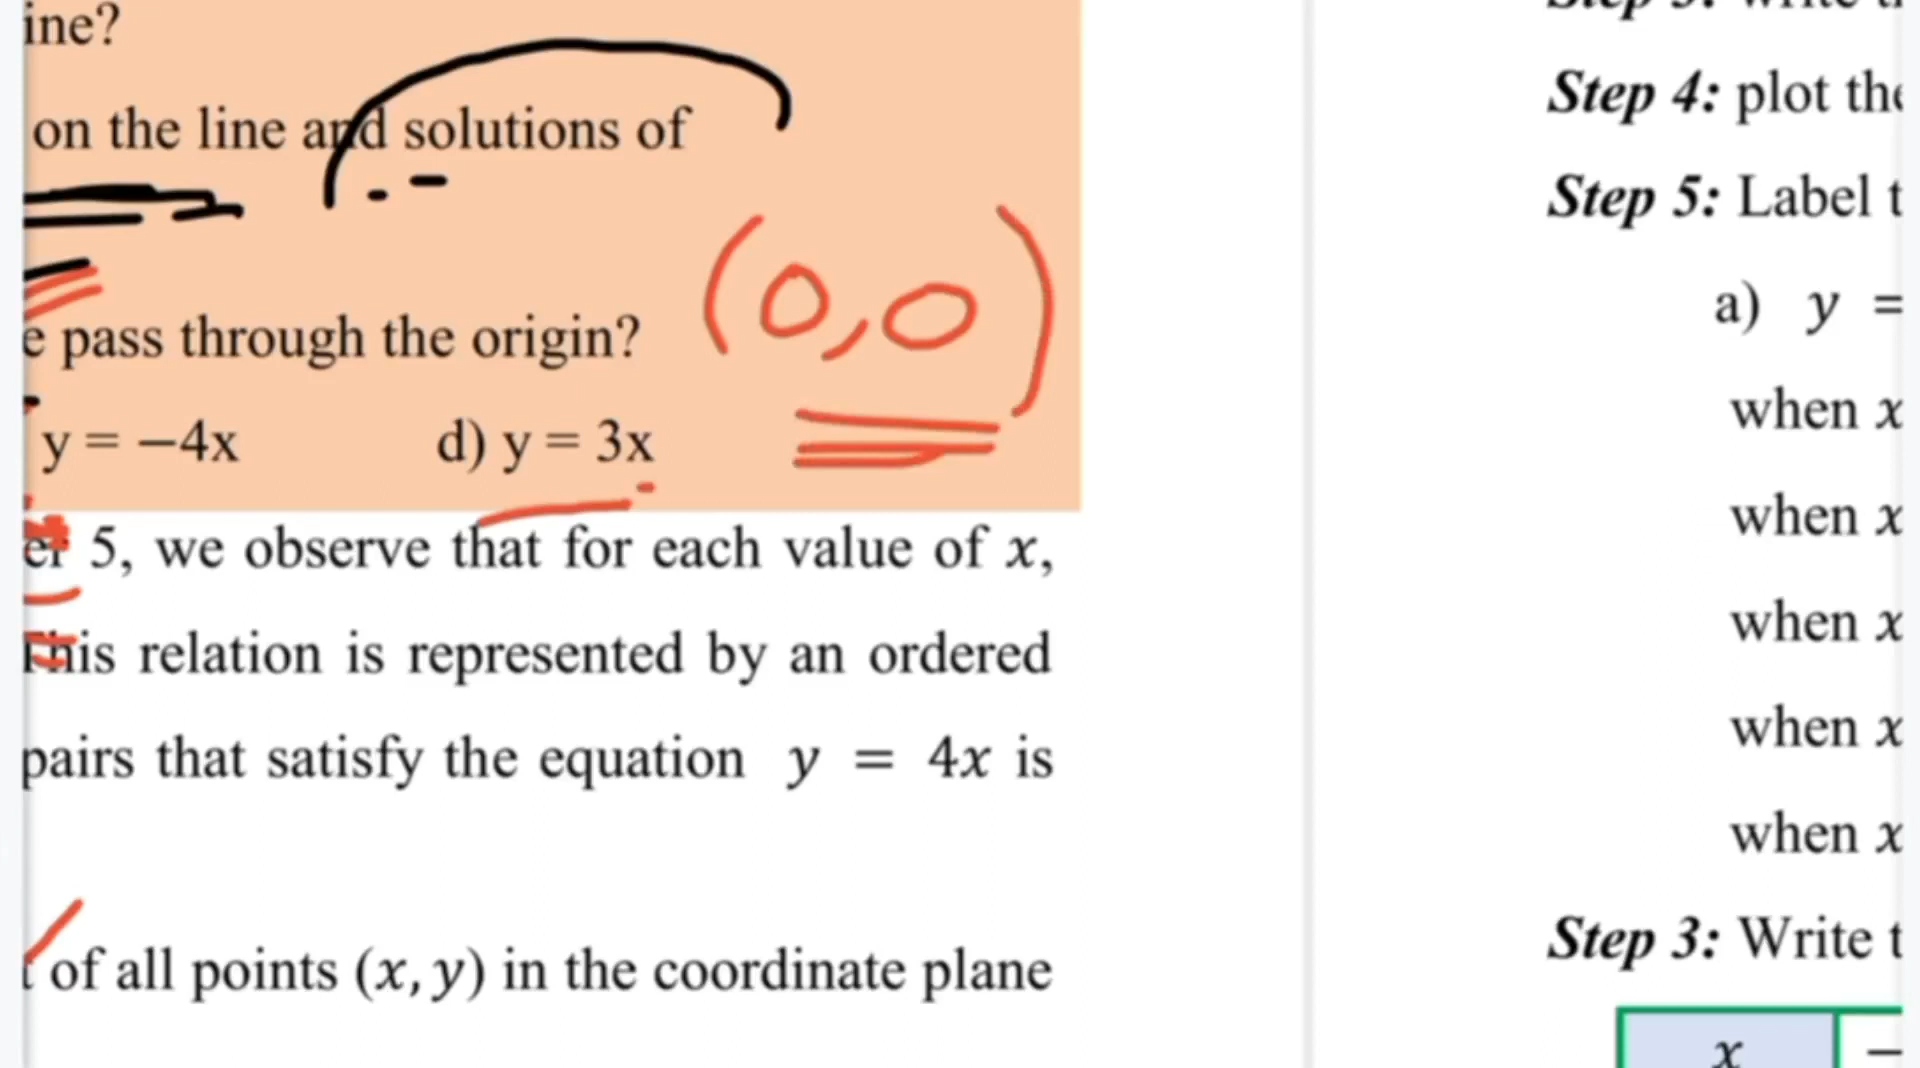 ine?
on the line and solutions of
(0,0)
e pass through the origin?
y = −4x d) y = 3x
er 5, we observe that for each value of x,
This relation is represented by an ordered
pairs that satisfy the equation y = 4x is
of all points (x, y) in the coordinate plane
Step 4: plot the
Step 5: Label t
a) y =
when x
when x
when x
when x
when x
Step 3: Write t
x −